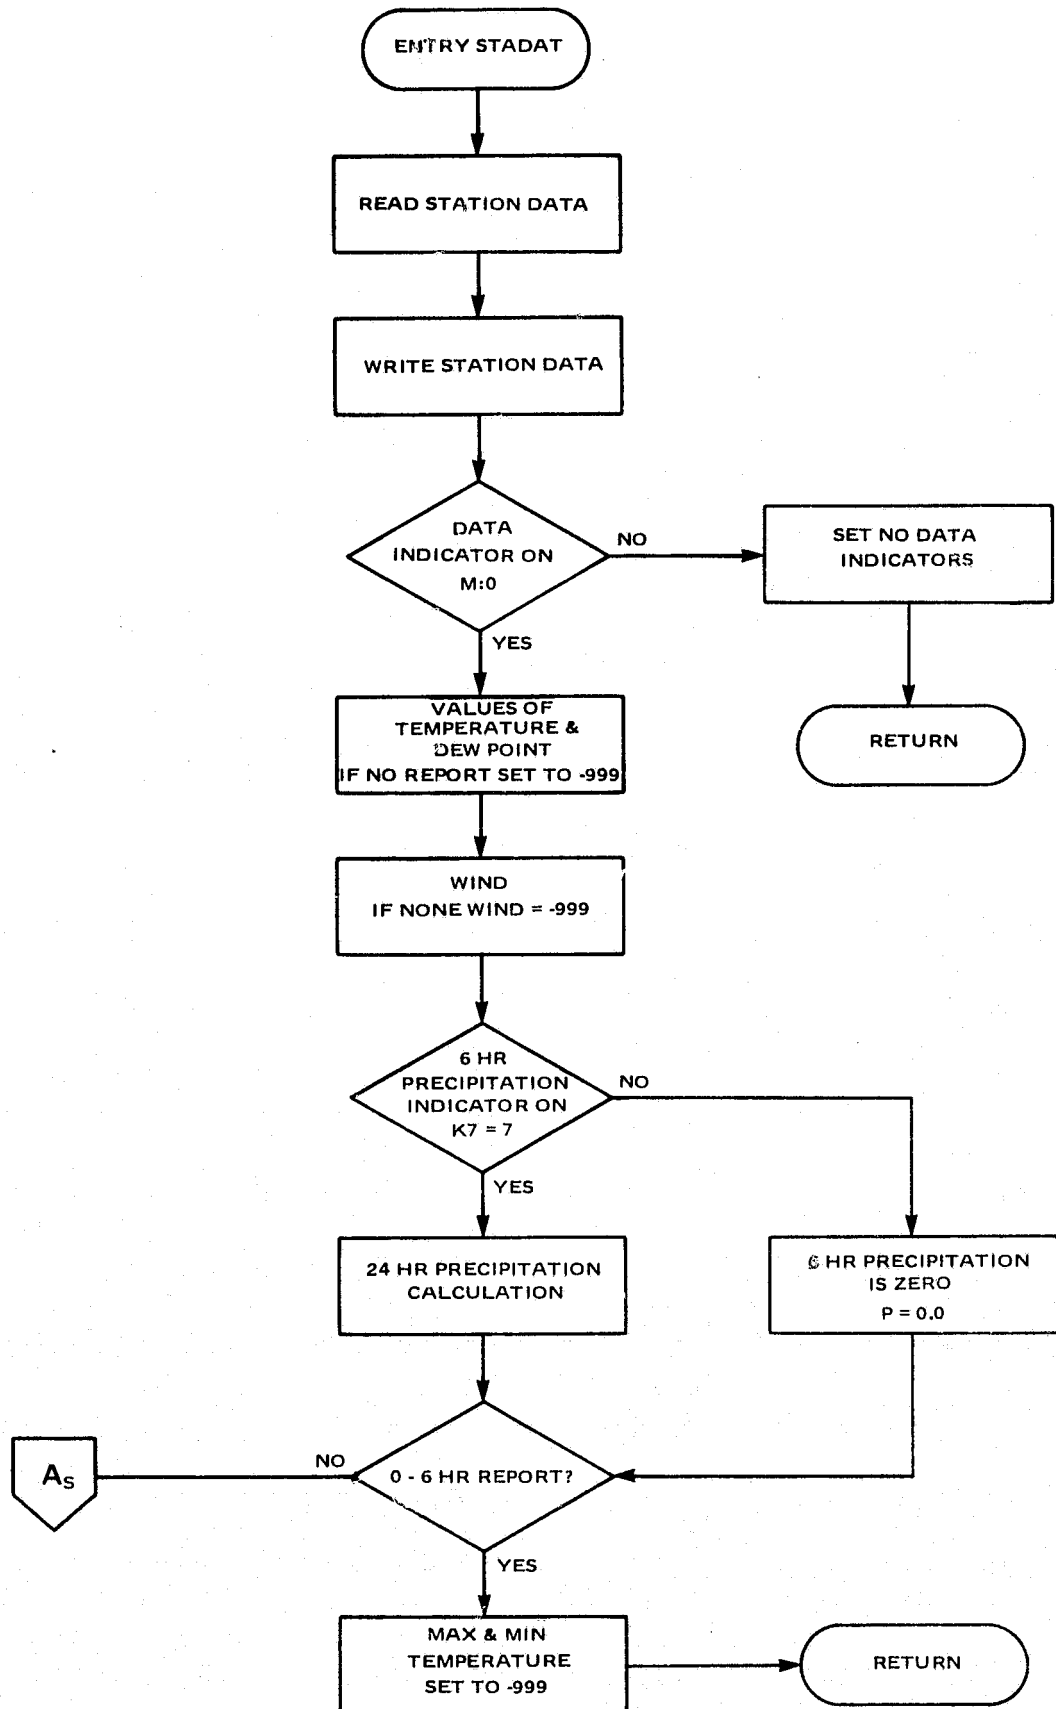 ENTRY STADAT
READ STATION DATA
WRITE STATION DATA
DATA
INDICATOR ON
M:0
NO
SET NO DATA
INDICATORS
YES
RETURN
VALUES OF
TEMPERATURE &
DEW POINT
IF NO REPORT SET TO -999
WIND
IF NONE WIND = -999
6 HR
PRECIPITATION
INDICATOR ON
K7 = 7
NO
YES
24 HR PRECIPITATION
CALCULATION
6 HR PRECIPITATION
IS ZERO
P = 0.0
0 - 6 HR REPORT?
NO
AS
YES
MAX & MIN
TEMPERATURE
SET TO -999
RETURN